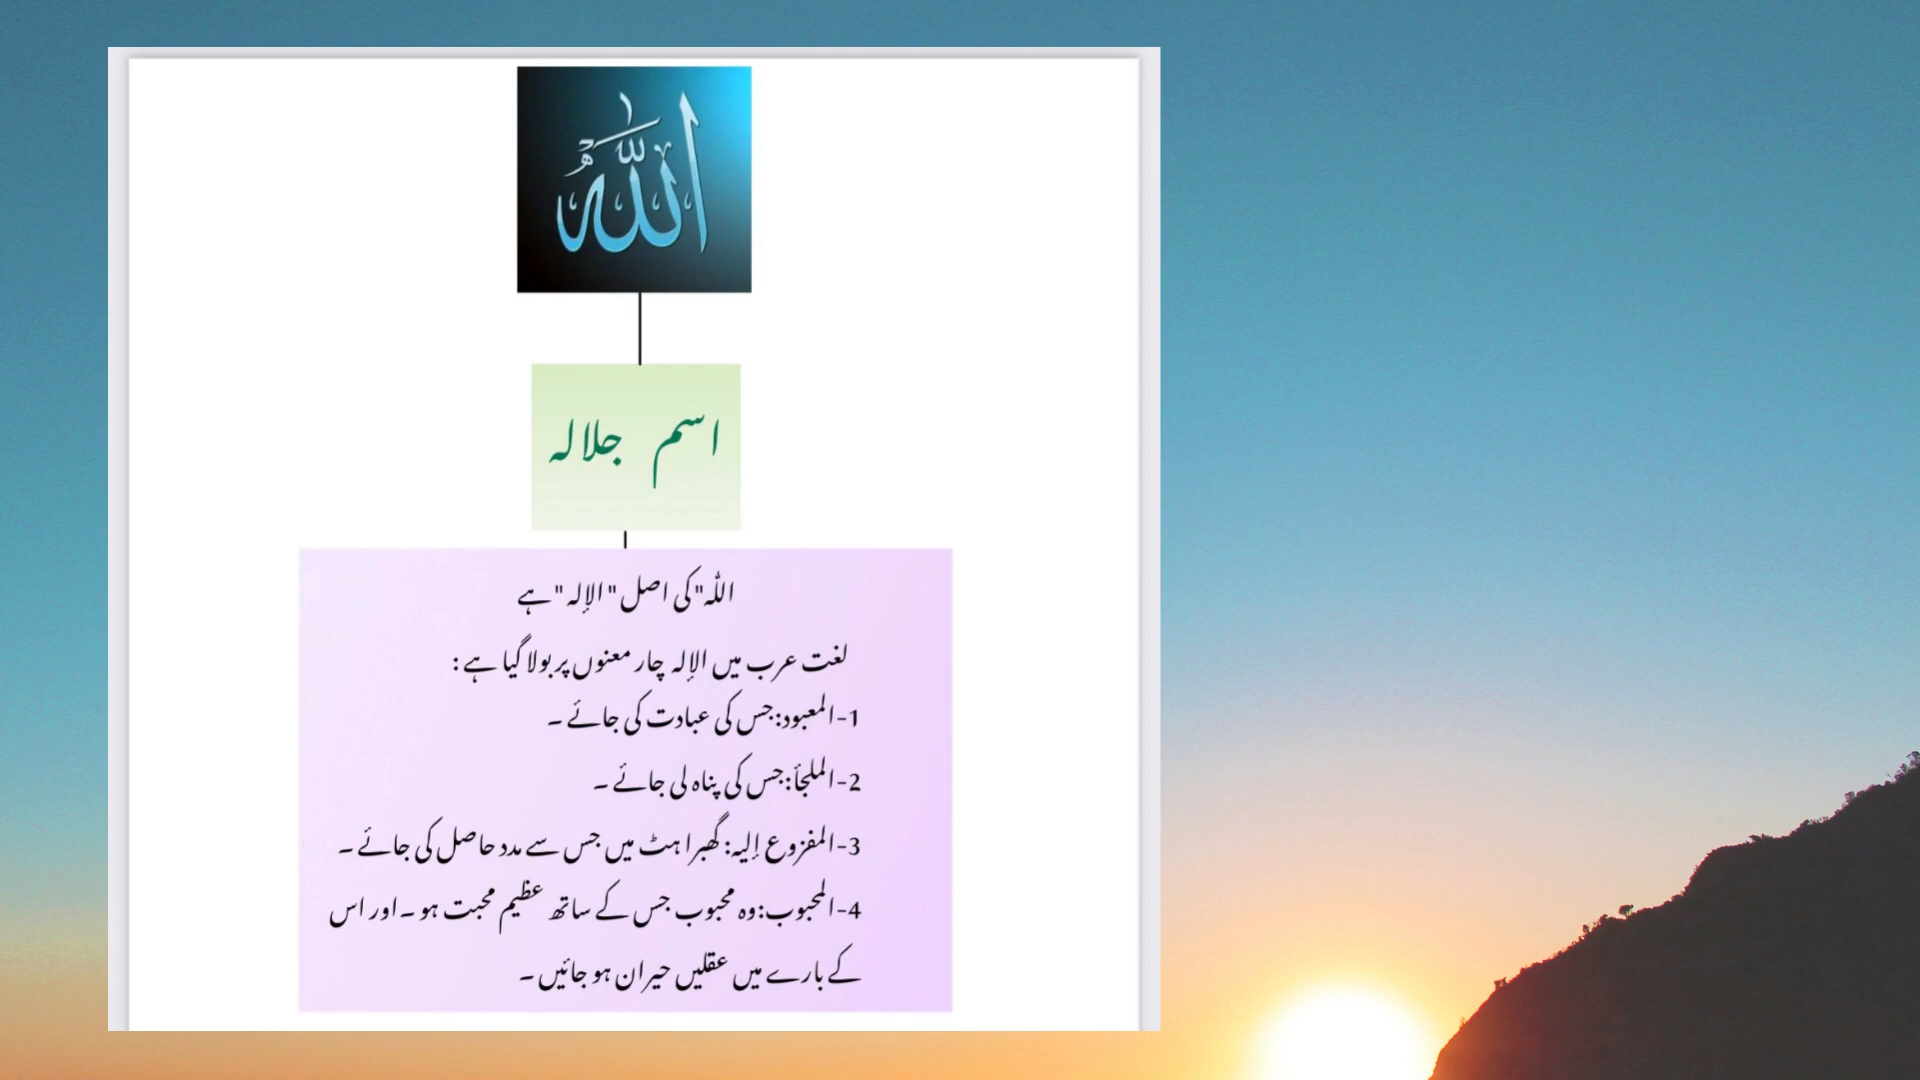 اللّٰهُ
اسم جلالہ
اللہ"کی اصل "الإلہ" ہے
لغت عرب میں الإلہ چار معنوں پر بولا گیا ہے :
1-المعبود:جس کی عبادت کی جائے ۔
2-الملجأ:جس کی پناہ لی جائے ۔
3-المفزوع إلیہ: گھبراہٹ میں جس سے مدد حاصل کی جائے ۔
4-المحبوب:وہ محبوب جس کے ساتھ عظیم محبت ہو ۔ اور اس
کے بارے میں عقلیں حیران ہو جائیں ۔